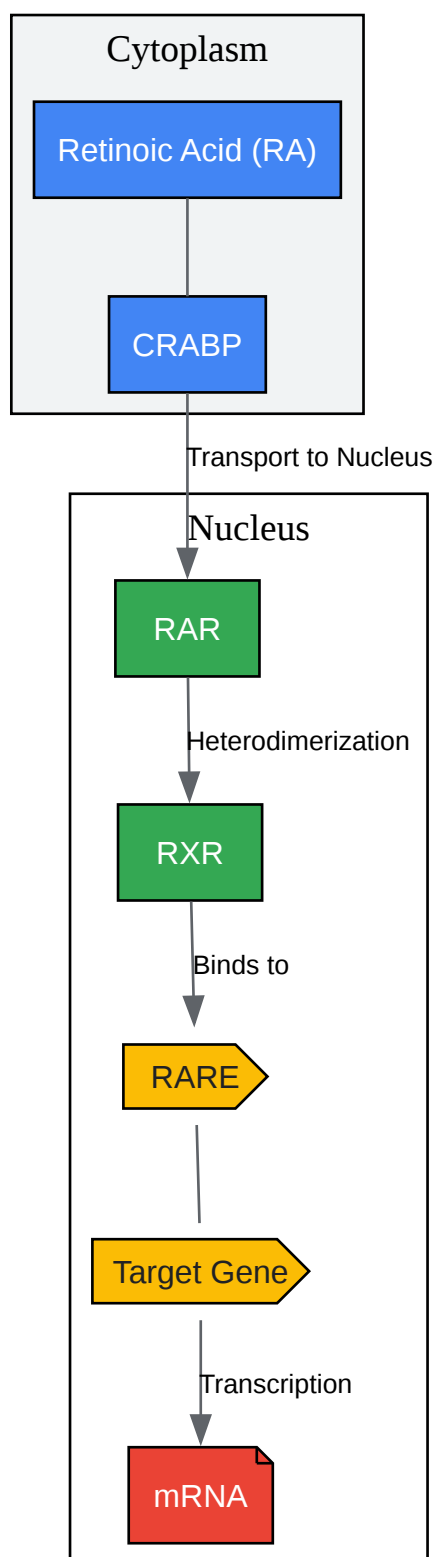 Cytoplasm
Retinoic Acid (RA)
CRABP
Transport to Nucleus
Nucleus
RAR
Heterodimerization
RXR
Binds to
RARE
Target Gene
Transcription
mRNA